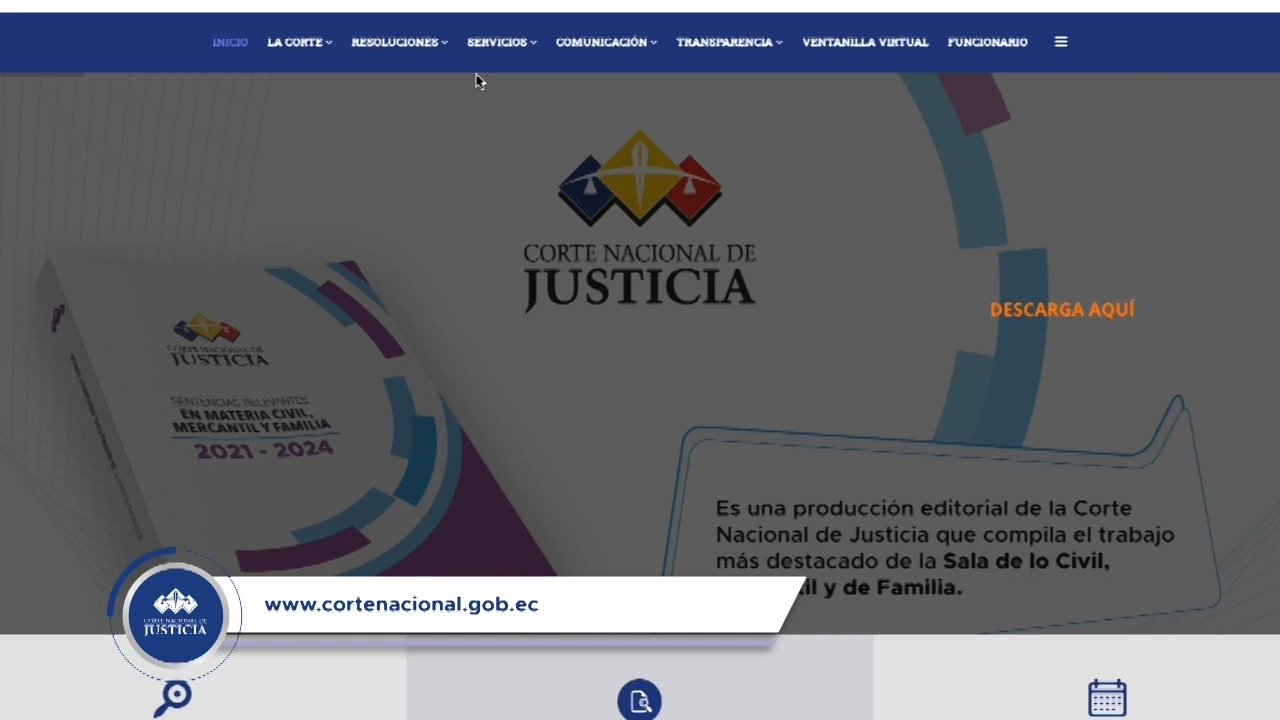 INICIO LA CORTE RESOLUCIONES SERVICIOS COMUNICACIÓN TRANSPARENCIA VENTANILLA VIRTUAL FUNCIONARIO
CORTE NACIONAL DE
JUSTICIA
DESCARGA AQUÍ
CORTE NACIONAL DE
JUSTICIA
SENTENCIAS RELEVANTES
EN MATERIA CIVIL,
MERCANTIL Y FAMILIA
2021 - 2024
Es una producción editorial de la Corte
Nacional de Justicia que compila el trabajo
más destacado de la Sala de lo Civil,
y de Familia.
www.cortenacional.gob.ec
CORTE NACIONAL DE
JUSTICIA